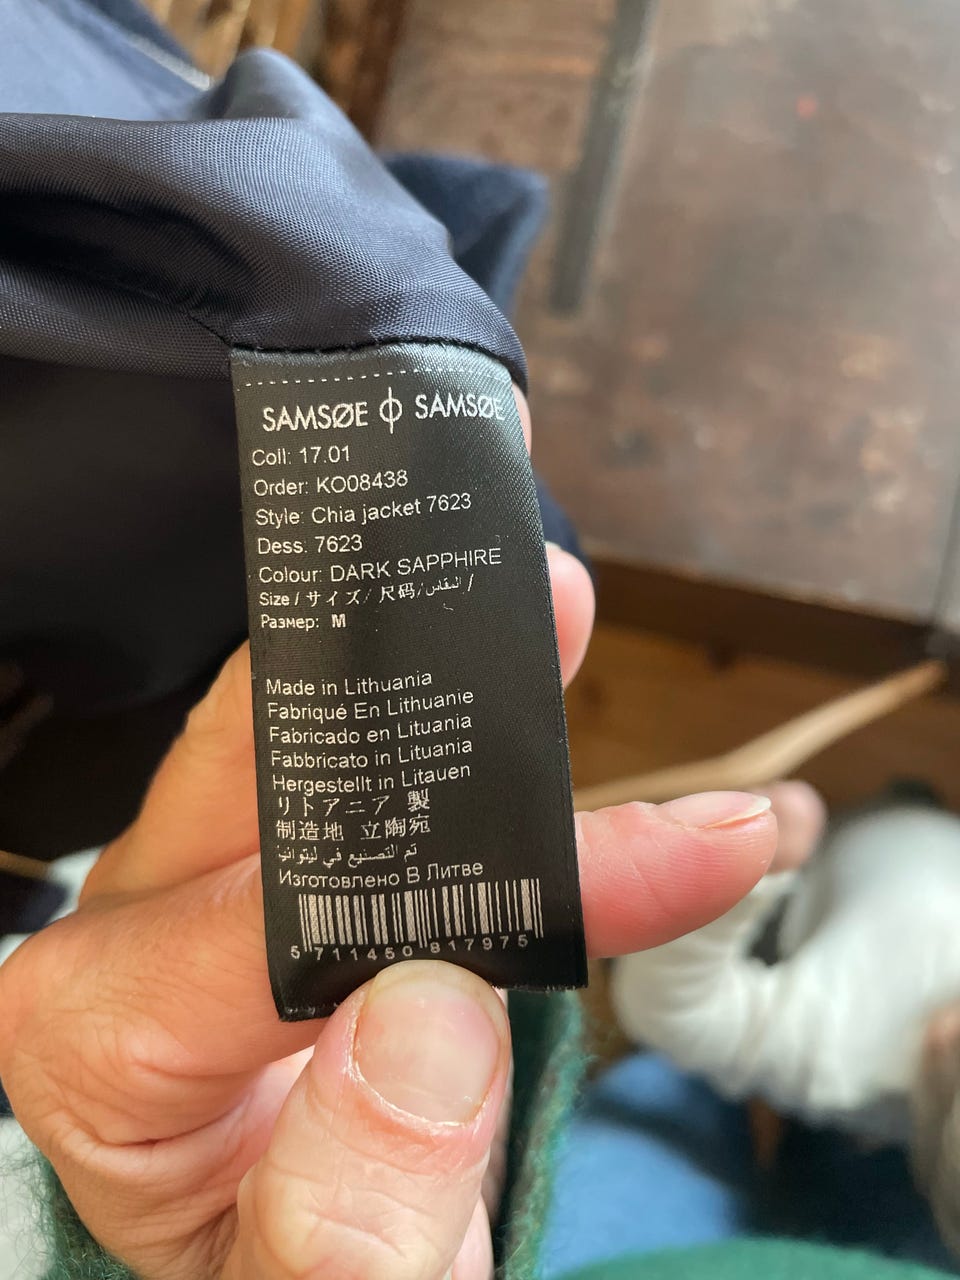 SAMSØE ϕ SAMSØE
Coll: 17.01
Order: KO08438
Style: Chia jacket 7623
Dess: 7623
Colour: DARK SAPPHIRE
Size / サイズ/ 尺码/المقاس /
Размер: M
Made in Lithuania
Fabriqué En Lithuanie
Fabricado en Lituania
Fabbricato in Lituania
Hergestellt in Litauen
リトアニア 製
制造地 立陶宛
تم التصنيع في ليتوانيا
Изготовлено В Литве
5 711450 817975